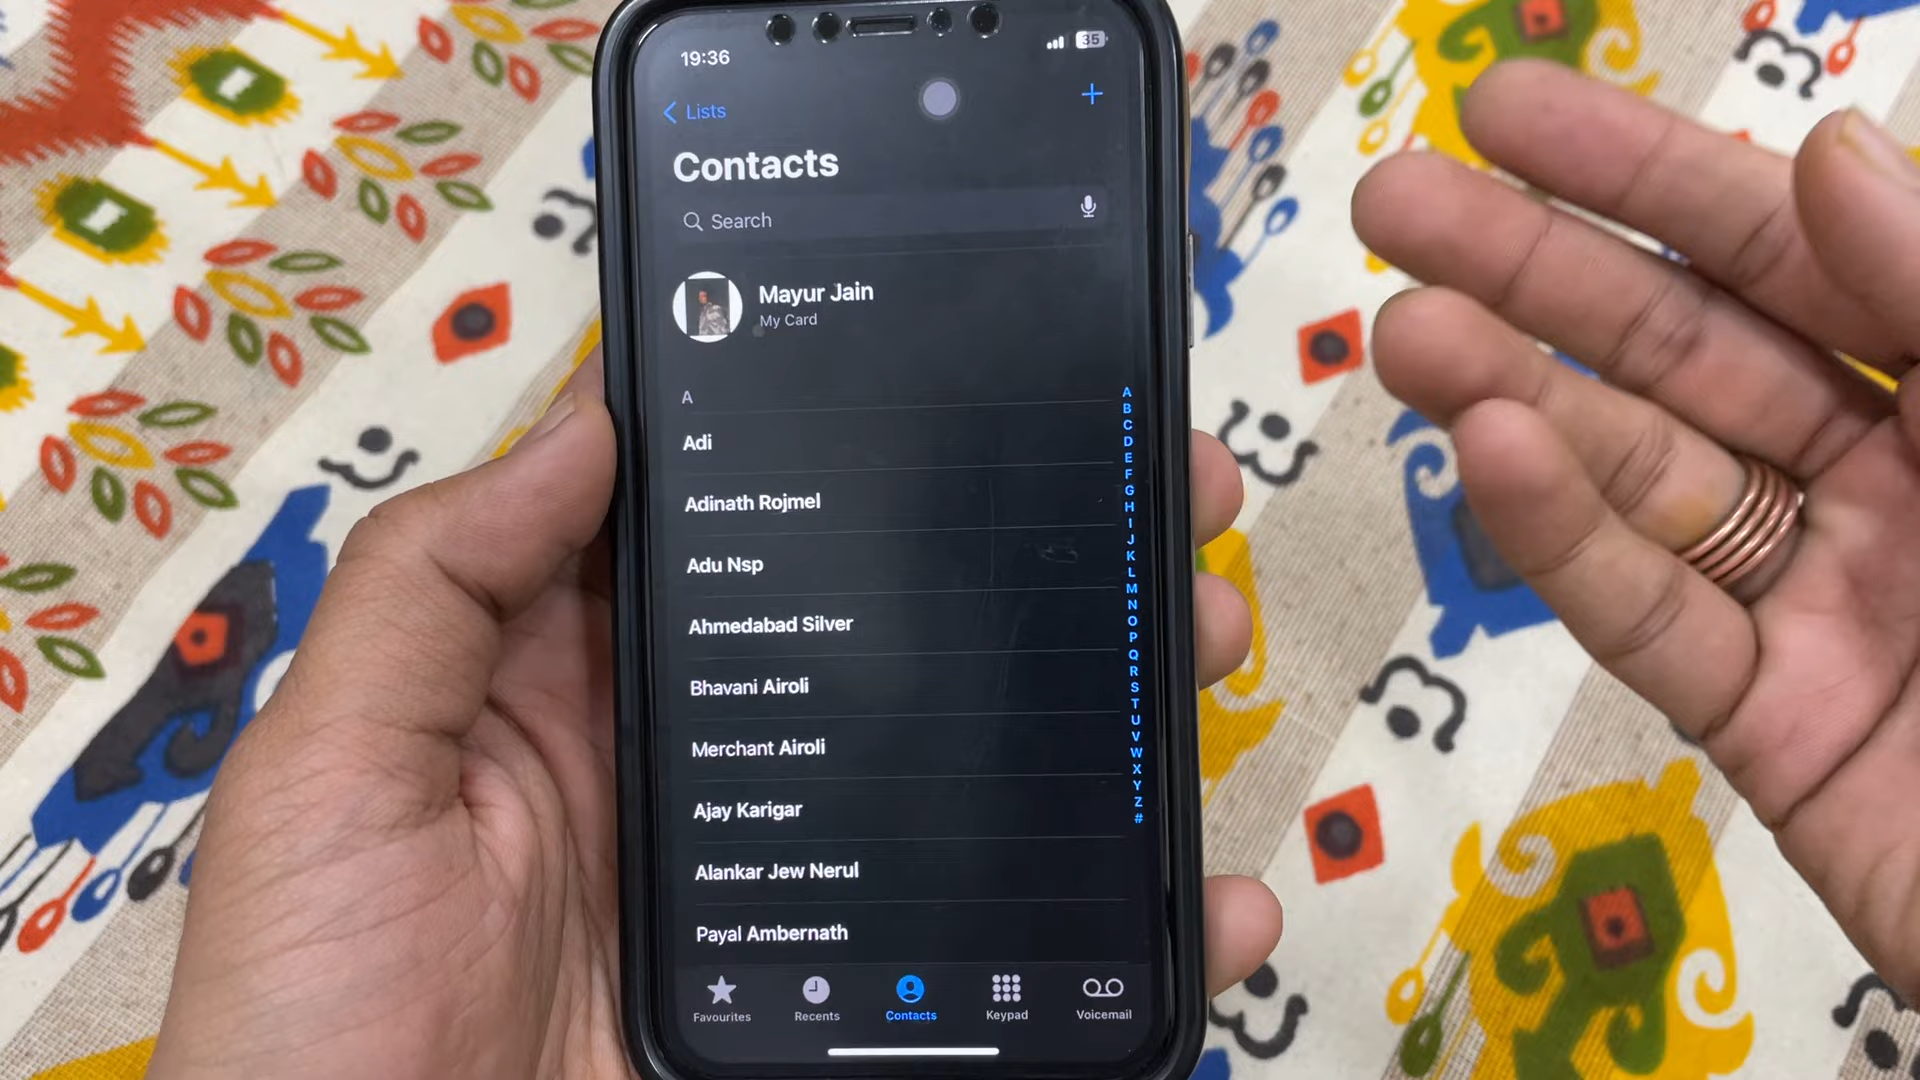 19:36
35
Lists
Contacts
Search
Mayur Jain
My Card
A
Adi
Adinath Rojmel
Adu Nsp
Ahmedabad Silver
Bhavani Airoli
Merchant Airoli
Ajay Karigar
Alankar Jew Nerul
Payal Ambernath
A
B
C
D
E
F
G
H
I
J
K
L
M
N
O
P
Q
R
S
T
U
V
W
X
Y
Z
#
Favourites
Recents
Contacts
Keypad
Voicemail